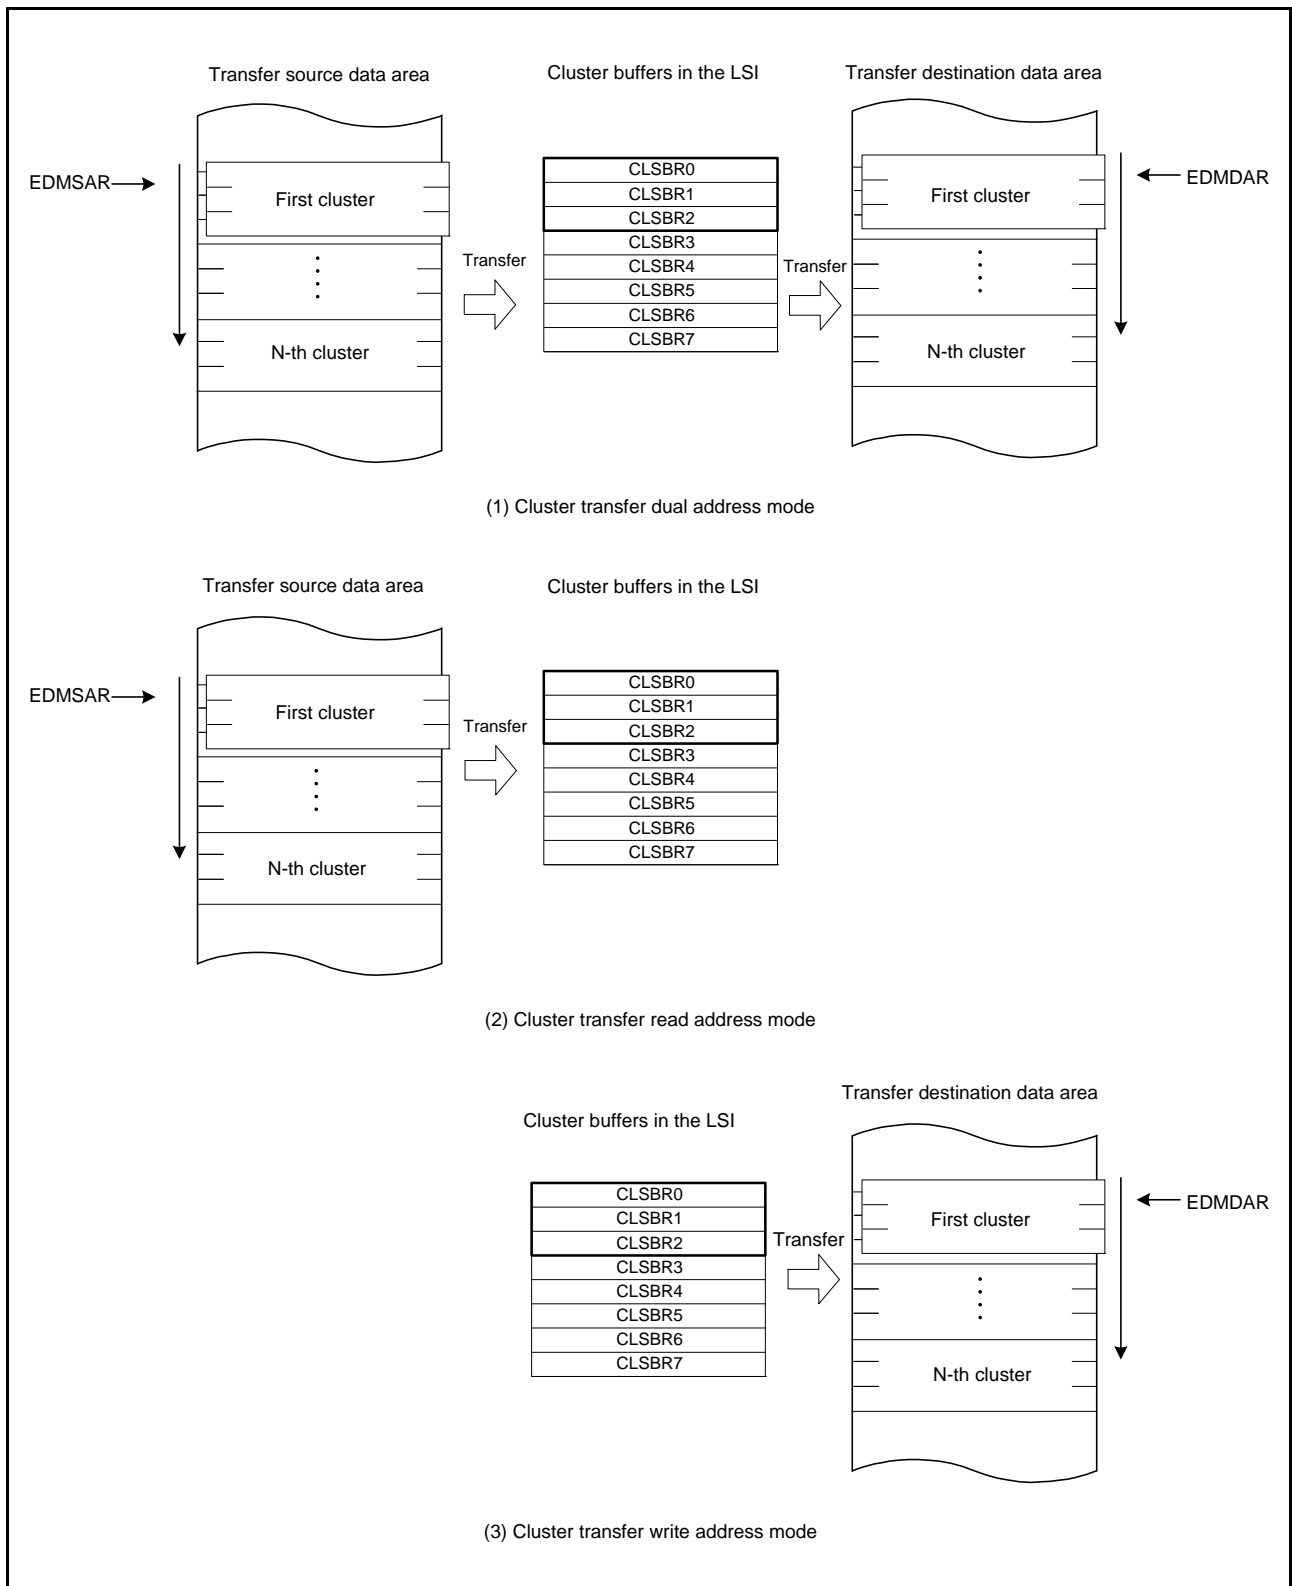 Transfer source data area
Cluster buffers in the LSI
Transfer destination data area
EDMSAR
First cluster
N-th cluster
Transfer
CLSBR0
CLSBR1
CLSBR2
CLSBR3
CLSBR4
CLSBR5
CLSBR6
CLSBR7
Transfer
First cluster
N-th cluster
EDMDAR
(1) Cluster transfer dual address mode
Transfer source data area
Cluster buffers in the LSI
EDMSAR
First cluster
N-th cluster
Transfer
CLSBR0
CLSBR1
CLSBR2
CLSBR3
CLSBR4
CLSBR5
CLSBR6
CLSBR7
(2) Cluster transfer read address mode
Cluster buffers in the LSI
Transfer destination data area
CLSBR0
CLSBR1
CLSBR2
CLSBR3
CLSBR4
CLSBR5
CLSBR6
CLSBR7
Transfer
First cluster
N-th cluster
EDMDAR
(3) Cluster transfer write address mode